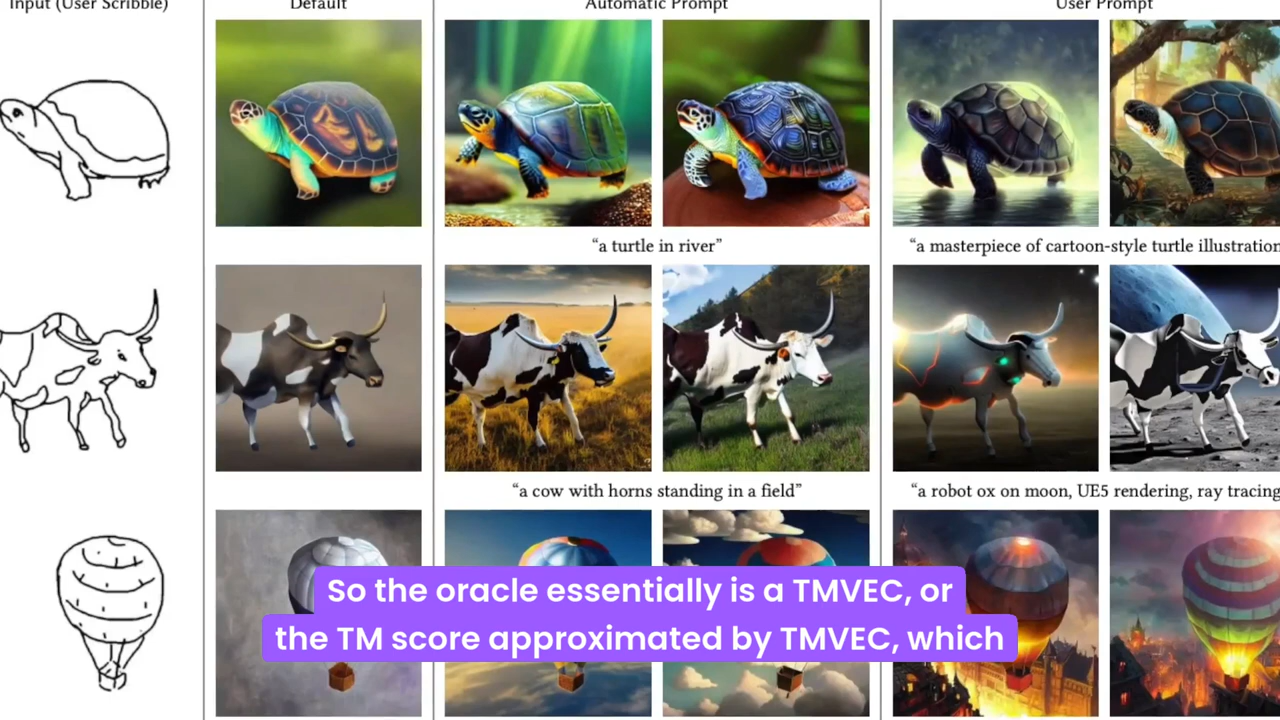 Input (User Scribble)
Default
Automatic Prompt
User Prompt
“a turtle in river”
“a masterpiece of cartoon-style turtle illustration
“a cow with horns standing in a field”
“a robot ox on moon, UE5 rendering, ray tracing
So the oracle essentially is a TMVEC, or
the TM score approximated by TMVEC, which